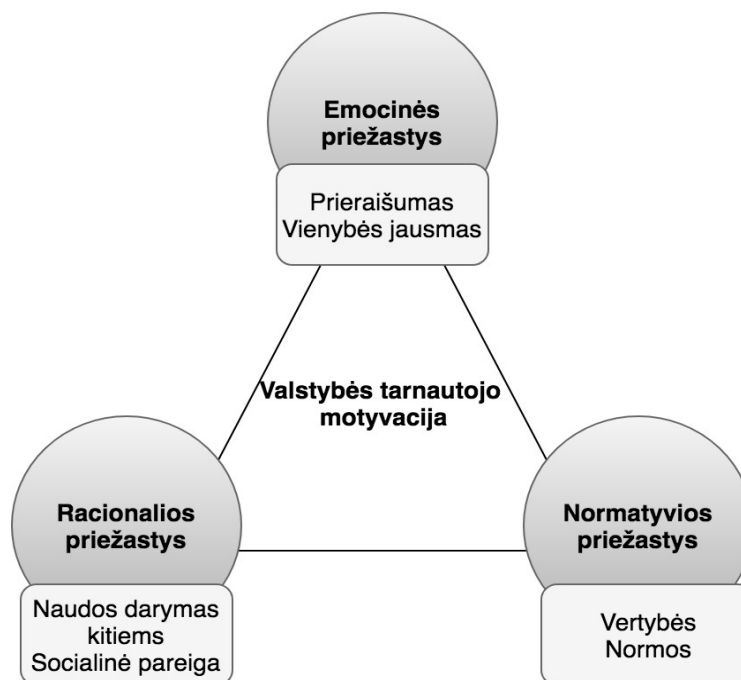 Emocinės
priežastys
Prieraišumas
Vienybės jausmas
Valstybės tarnautojo
motyvacija
Racionalios
priežastys
Naudos darymas
kitiems
Socialinė pareiga
Normatyvios
priežastys
Vertybės
Normos